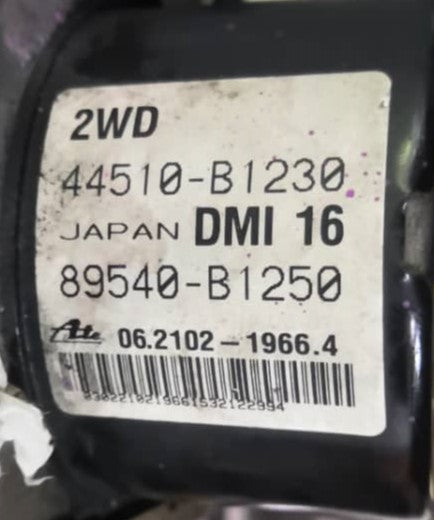 2WD
44510-B1230
JAPAN DMI 16
89540-B1250
Ate 06.2102-1966.4